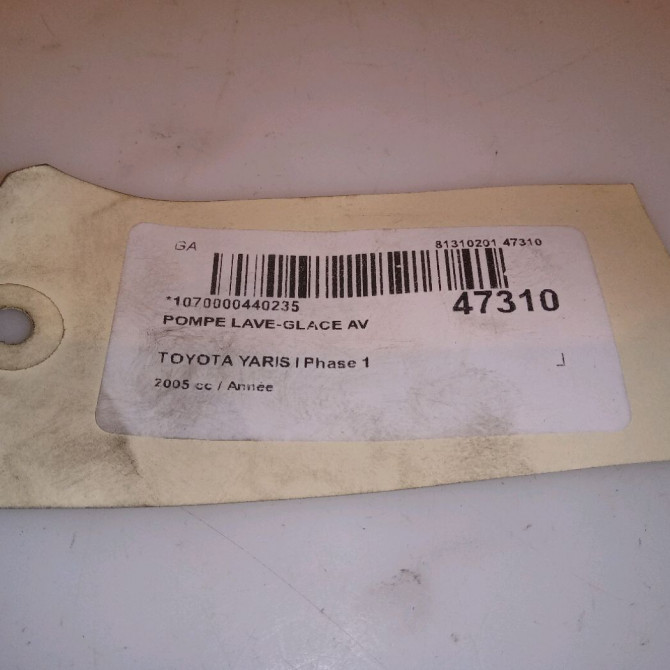 GA 81310201 47310
*1070000440235 47310
POMPE LAVE-GLACE AV
TOYOTA YARIS I Phase 1
2005 cc / Année